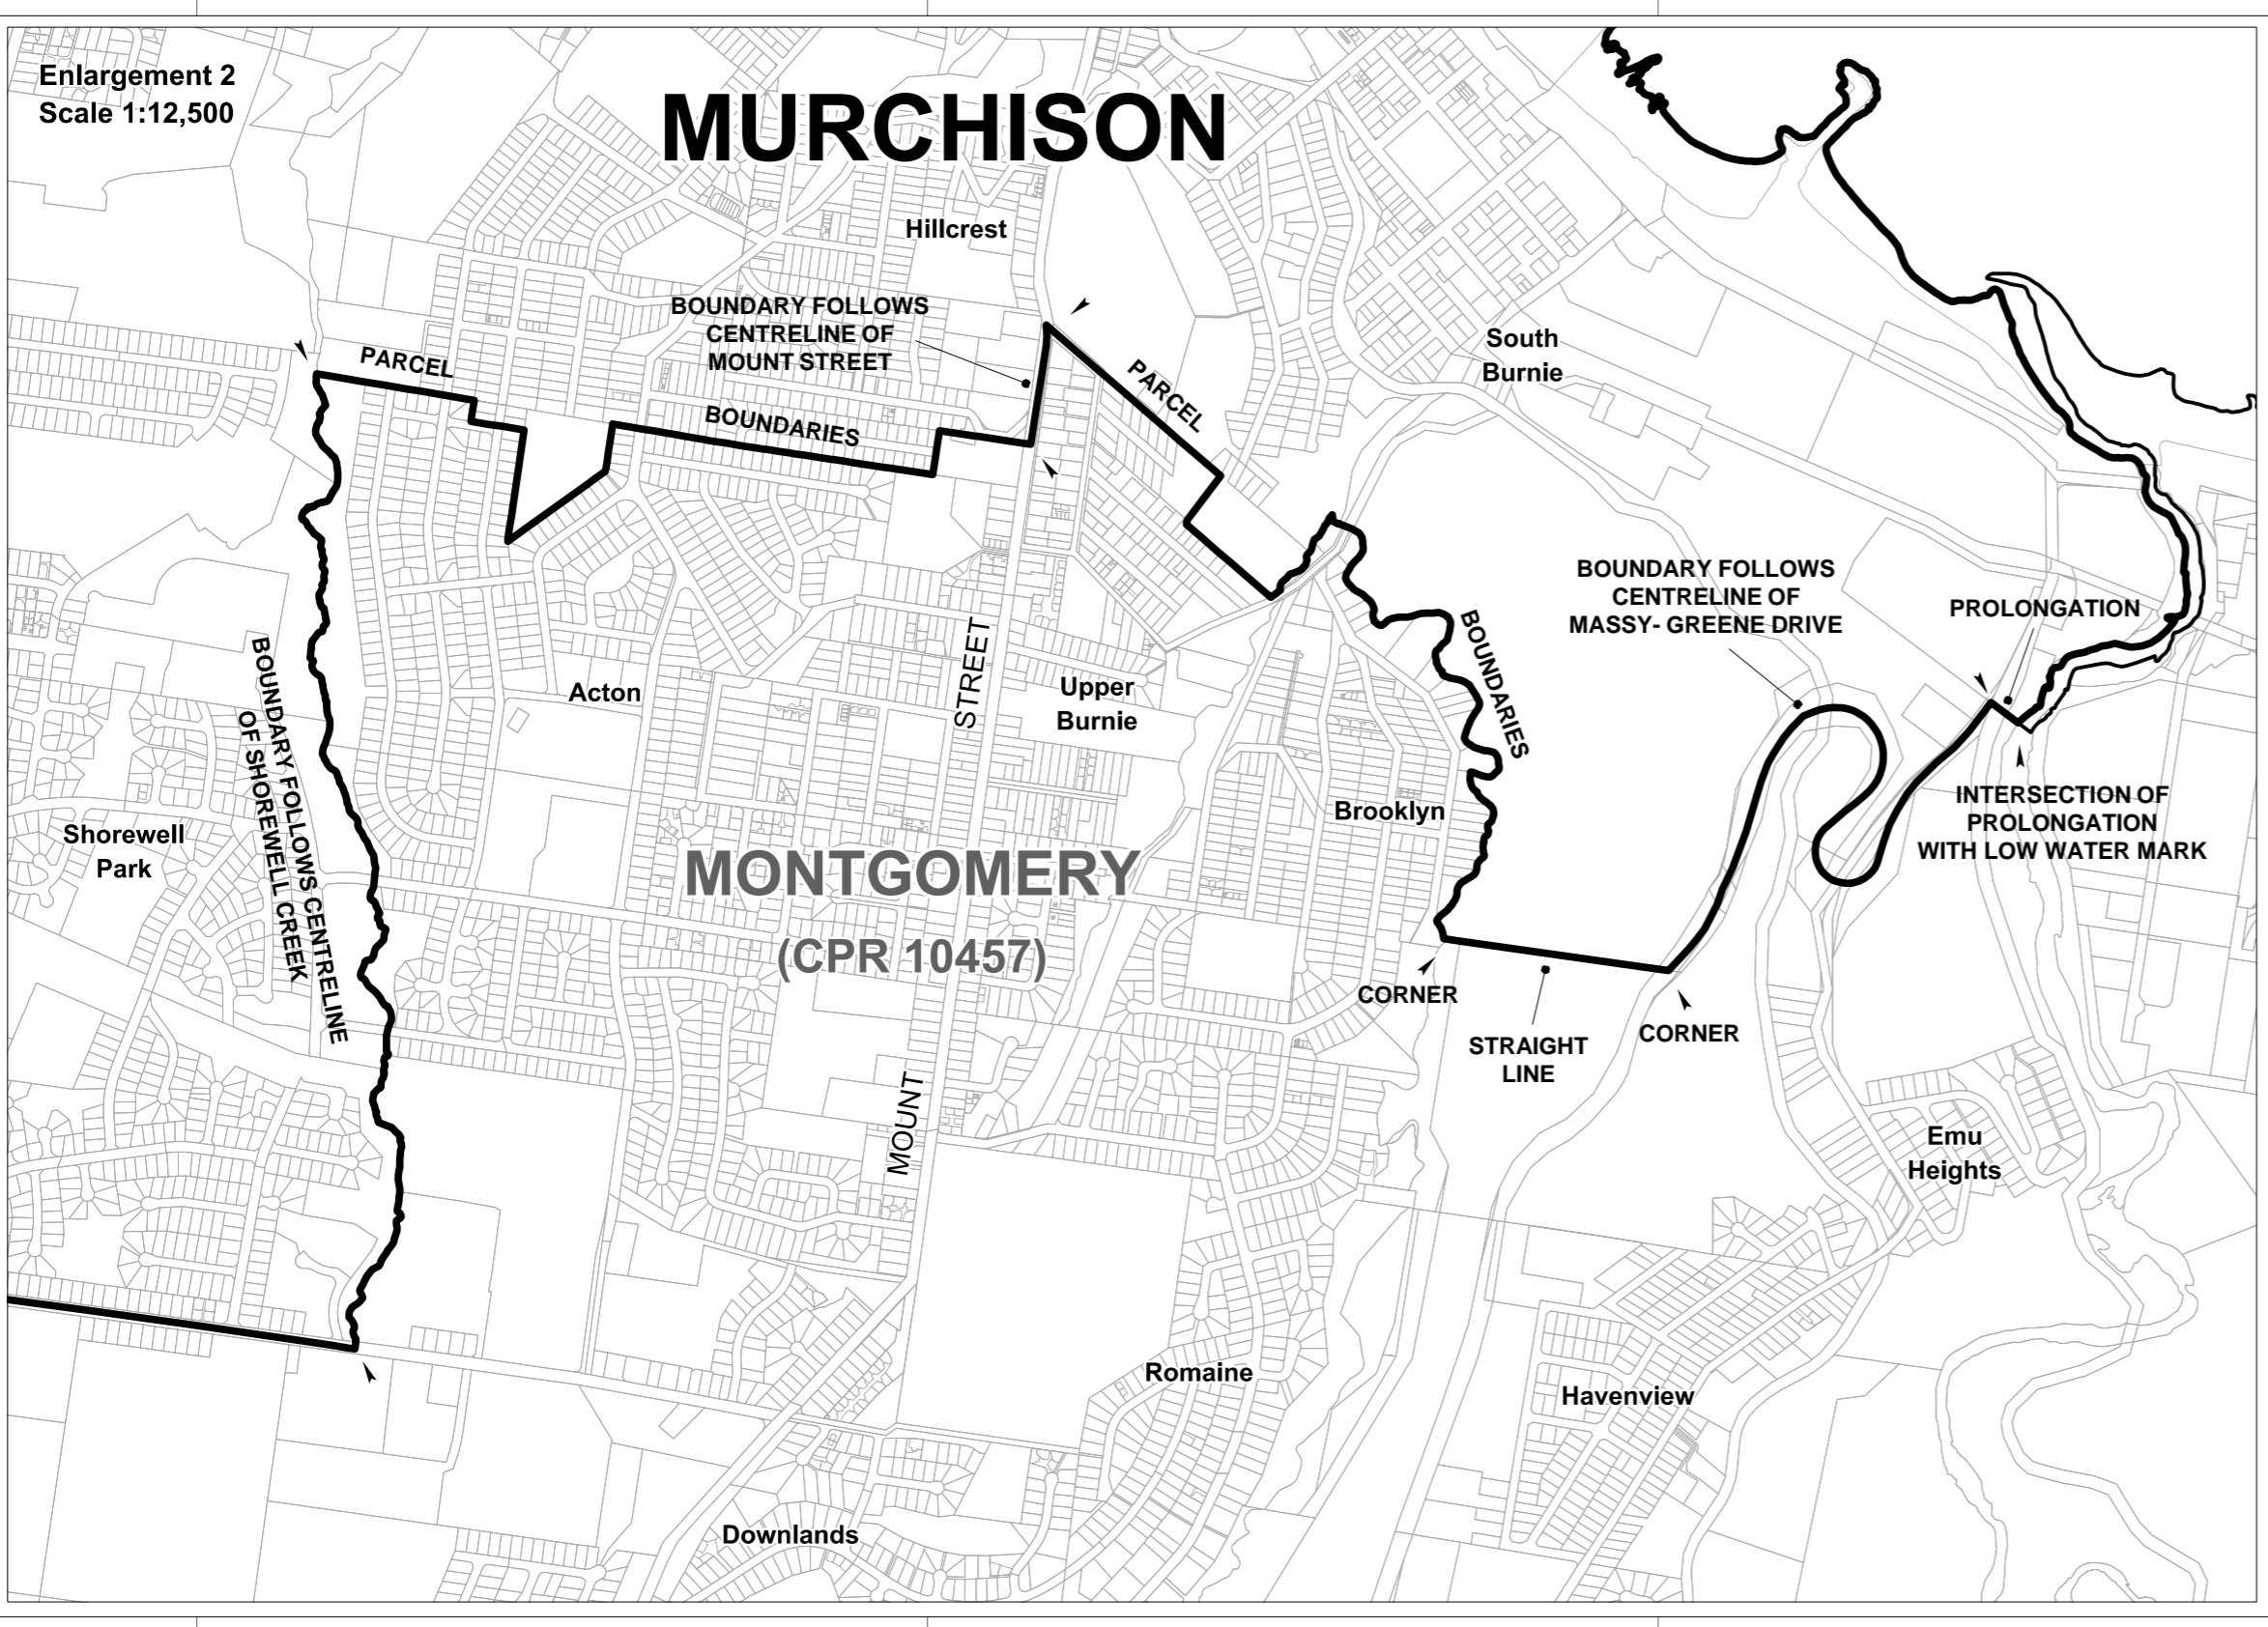 Enlargement 2
Scale 1:12,500
MURCHISON
Hillcrest
BOUNDARY FOLLOWS
CENTRELINE OF
MOUNT STREET
South
Burnie
PARCEL
PARCEL
BOUNDARIES
BOUNDARY FOLLOWS
CENTRELINE OF
MASSY- GREENE DRIVE
PROLONGATION
BOUNDARIES
STREET
Acton
Upper
Burnie
BOUNDARY FOLLOWS CENTRELINE
OF SHOREWELL CREEK
INTERSECTION OF
PROLONGATION
WITH LOW WATER MARK
Brooklyn
Shorewell
Park
MONTGOMERY
(CPR 10457)
CORNER
CORNER
STRAIGHT
LINE
MOUNT
Emu
Heights
Romaine
Havenview
Downlands